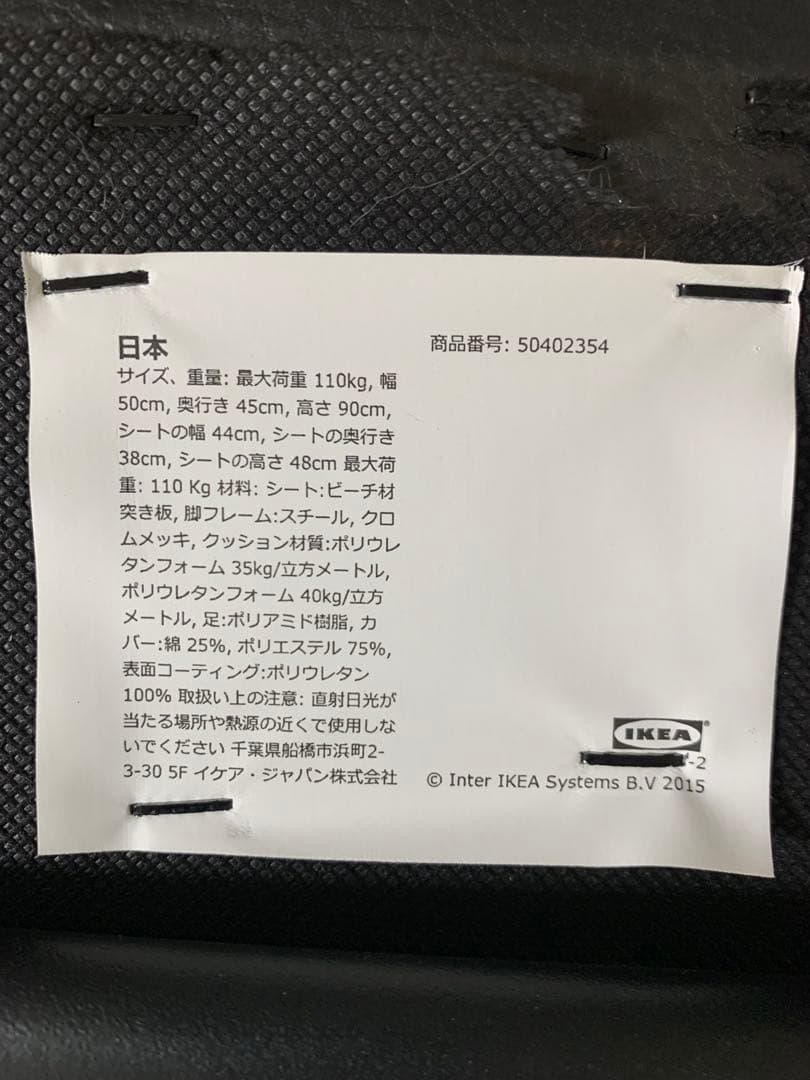 日本
サイズ、重量: 最大荷重 110kg, 幅
50cm, 奥行き 45cm, 高さ 90cm,
シートの幅 44cm, シートの奥行き
38cm, シートの高さ 48cm 最大荷
重: 110 Kg 材料: シート:ビーチ材
突き板, 脚フレーム:スチール, クロ
ムメッキ, クッション材質:ポリウレ
タンフォーム 35kg/立方メートル,
ポリウレタンフォーム 40kg/立方
メートル, 足:ポリアミド樹脂, カ
バー:綿 25%, ポリエステル 75%,
表面コーティング:ポリウレタン
100% 取扱い上の注意: 直射日光が
当たる場所や熱源の近くで使用しな
いでください 千葉県船橋市浜町2-
3-30 5F イケア・ジャパン株式会社
商品番号: 50402354
IKEA®
-2
© Inter IKEA Systems B.V 2015